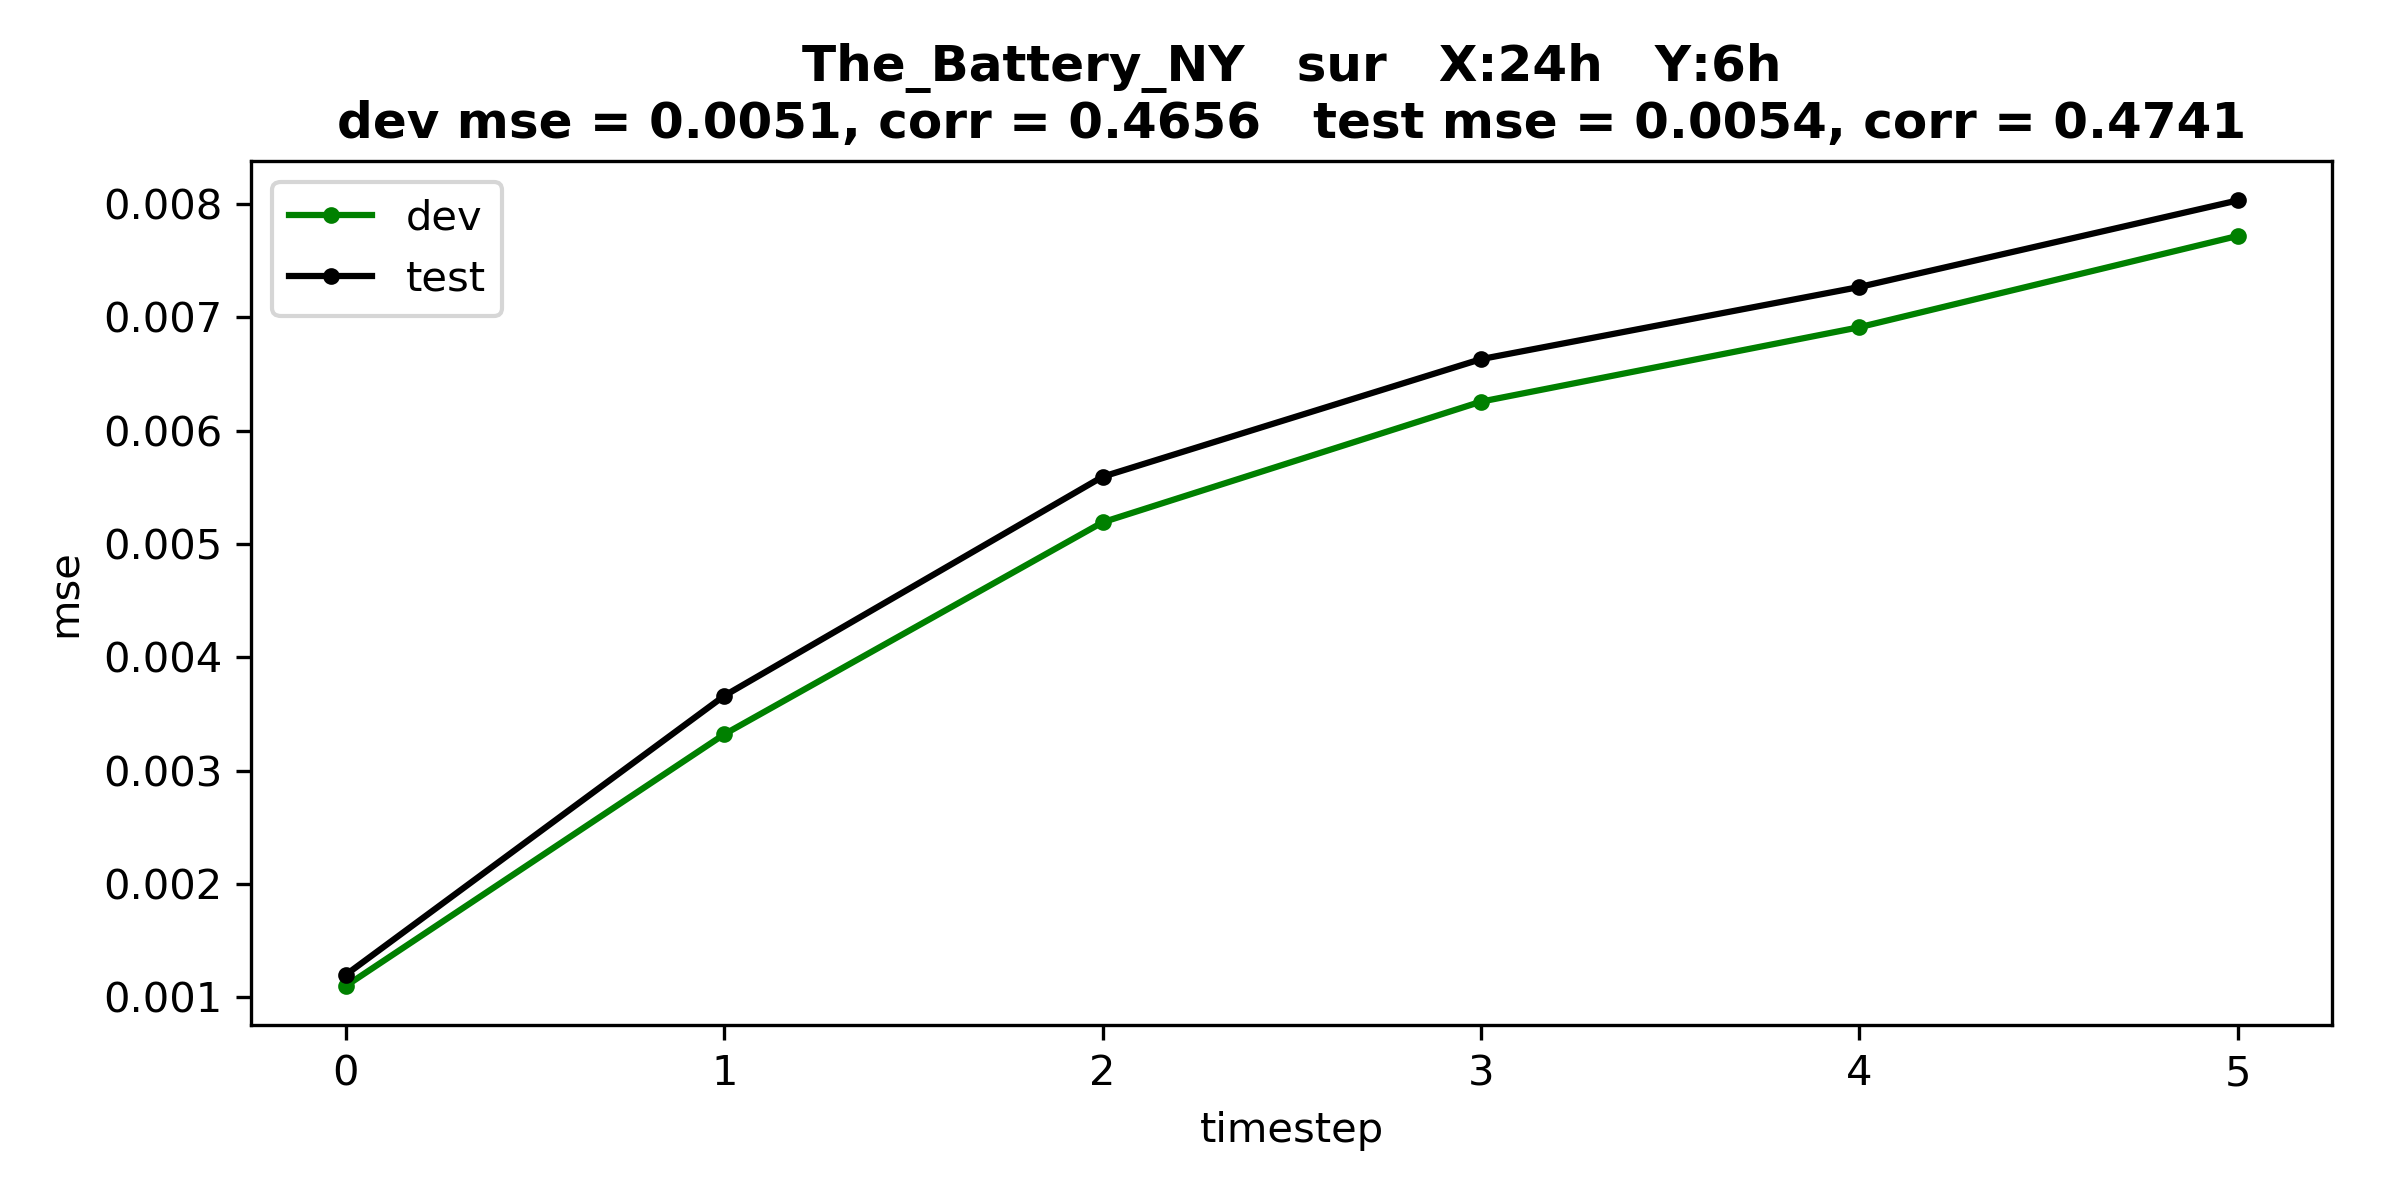 The_Battery_NY   sur   X:24h   Y:6h
dev mse = 0.0051, corr = 0.4656   test mse = 0.0054, corr = 0.4741
dev
test
0.008
0.007
0.006
0.005
0.004
0.003
0.002
0.001
mse
0 1 2 3 4 5
timestep